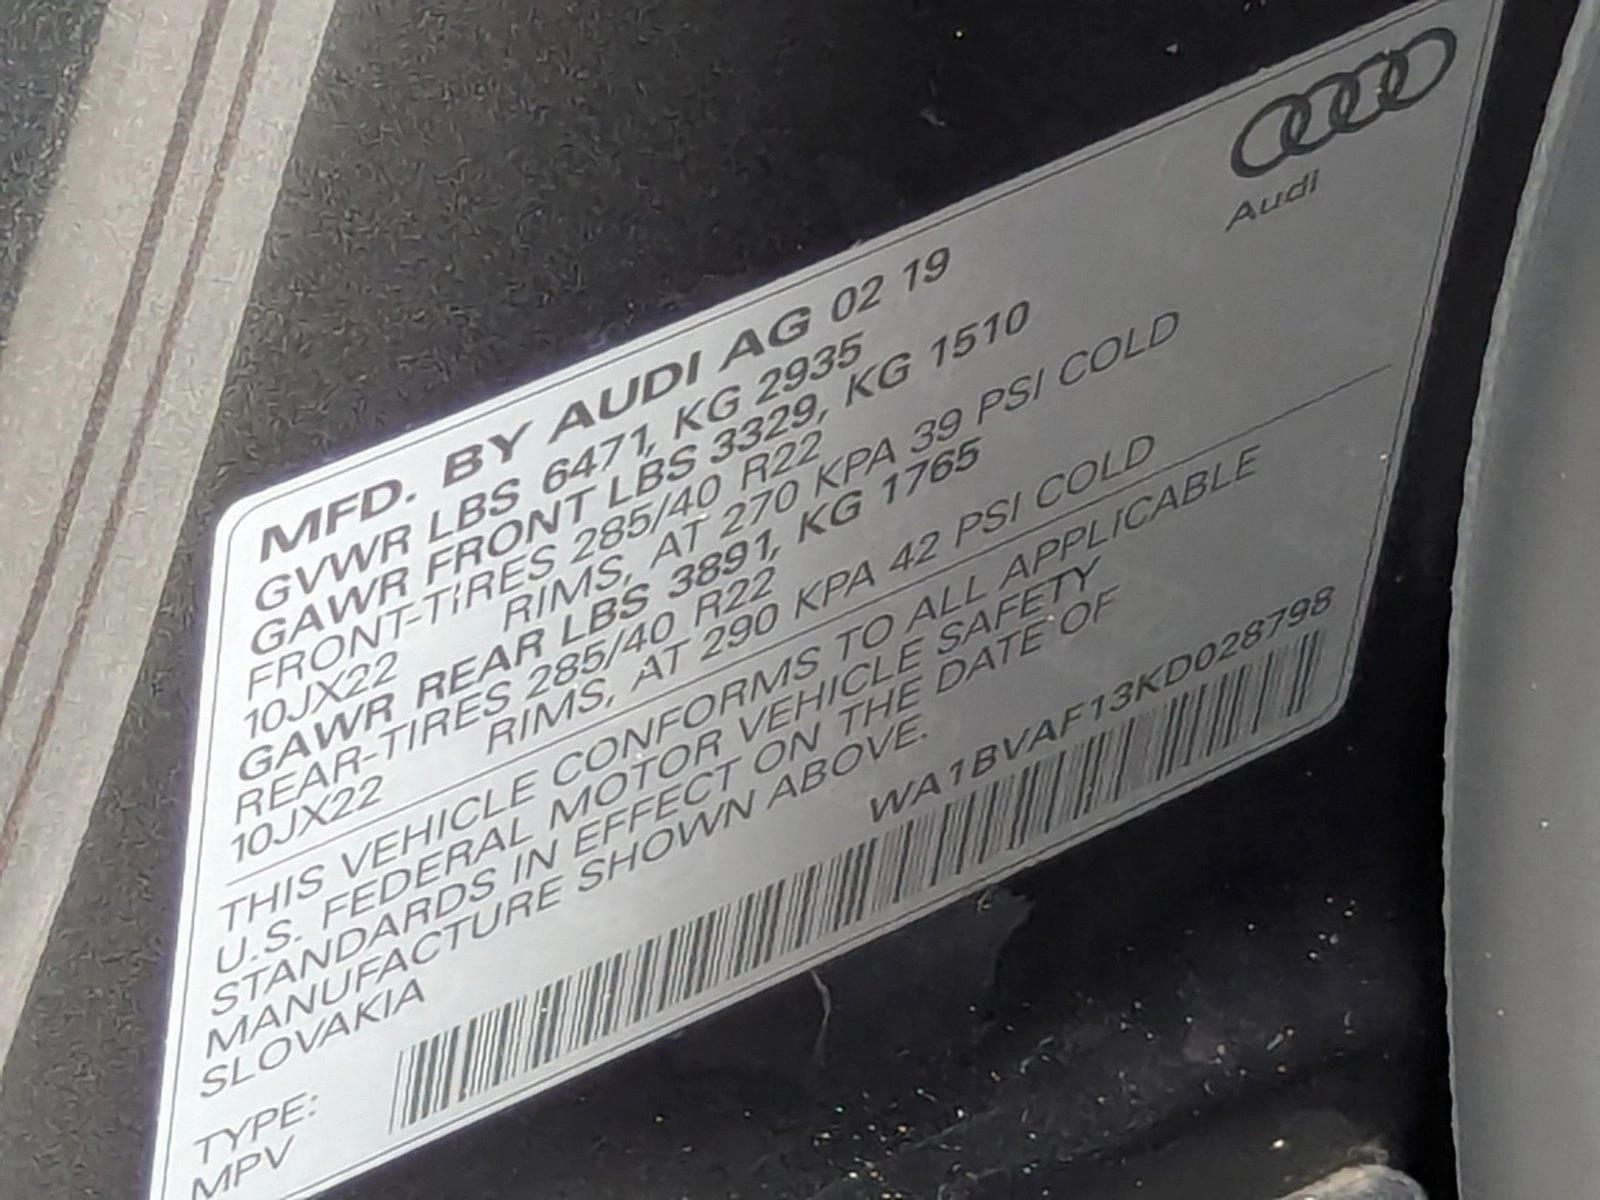 Audi
MFD. BY AUDI AG 02 19
GVWR LBS 6471, KG 2935
GAWR FRONT LBS 3329, KG 1510
FRONT-TIRES 285/40 R22
10JX22 RIMS, AT 270 KPA 39 PSI COLD
GAWR REAR LBS 3891, KG 1765
REAR-TIRES 285/40 R22
10JX22 RIMS, AT 290 KPA 42 PSI COLD
THIS VEHICLE CONFORMS TO ALL APPLICABLE
U.S. FEDERAL MOTOR VEHICLE SAFETY
STANDARDS IN EFFECT ON THE DATE OF
MANUFACTURE SHOWN ABOVE.
SLOVAKIA
WA1BVAF13KD028798
TYPE:
MPV